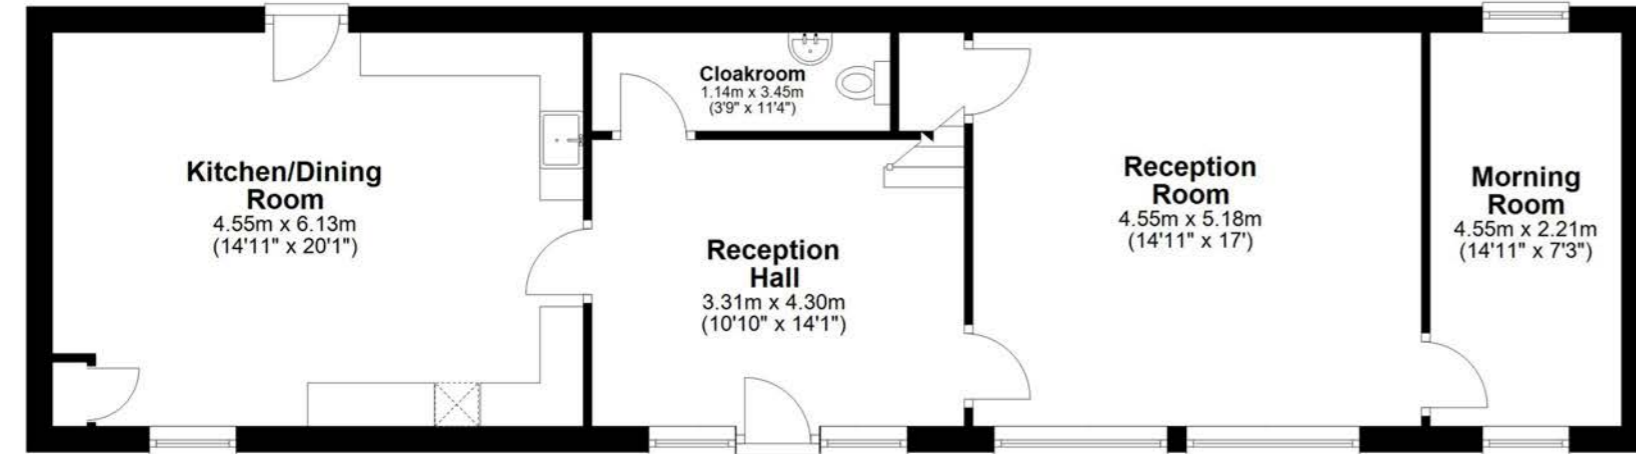 Kitchen/Dining
Room
4.55m x 6.13m
(14'11" x 20'1")
Cloakroom
1.14m x 3.45m
(3'9" x 11'4")
Reception
Hall
3.31m x 4.30m
(10'10" x 14'1")
Reception
Room
4.55m x 5.18m
(14'11" x 17')
Morning
Room
4.55m x 2.21m
(14'11" x 7'3")